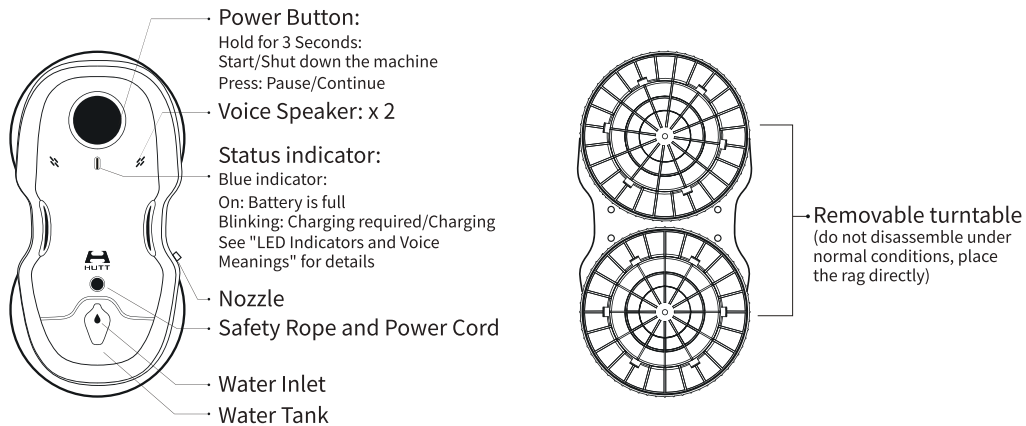 Power Button:
Hold for 3 Seconds:
Start/Shut down the machine
Press: Pause/Continue
Voice Speaker: x 2
Status indicator:
Blue indicator:
On: Battery is full
Blinking: Charging required/Charging
See "LED Indicators and Voice
Meanings" for details
HUTT
Nozzle
Safety Rope and Power Cord
Water Inlet
Water Tank
Removable turntable
(do not disassemble under
normal conditions, place
the rag directly)